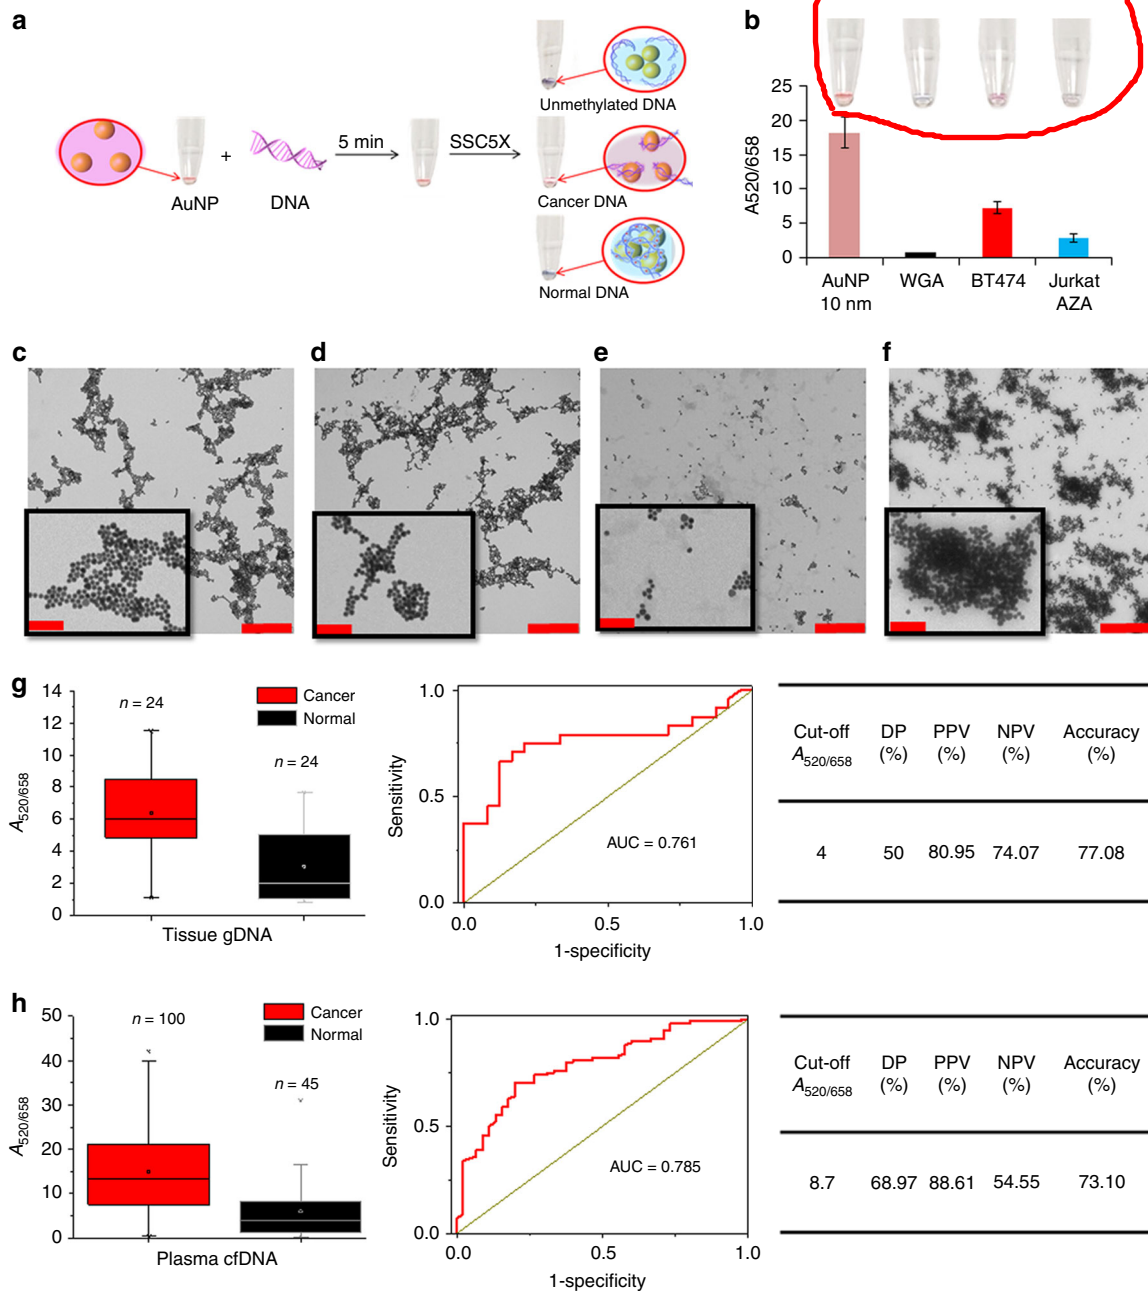 a
Unmethylated DNA
5 min
SSC5X
+
AuNP
DNA
Cancer DNA
Normal DNA
b
A520/658
25
20
15
10
5
0
AuNP
10 nm
WGA
BT474
Jurkat
AZA
c
d
e
f
g
A520/658
14
12
10
8
6
4
2
0
n = 24
Cancer
Normal
n = 24
Tissue gDNA
Sensitivity
1.0
0.5
0.0
AUC = 0.761
0.0
0.5
1.0
1-specificity
Cut-off A520/658
DP (%)
PPV (%)
NPV (%)
Accuracy (%)
4
50
80.95
74.07
77.08
h
A520/658
50
40
30
20
10
0
n = 100
Cancer
Normal
n = 45
Plasma cfDNA
Sensitivity
1.0
0.5
0.0
AUC = 0.785
0.0
0.5
1.0
1-specificity
Cut-off A520/658
DP (%)
PPV (%)
NPV (%)
Accuracy (%)
8.7
68.97
88.61
54.55
73.10